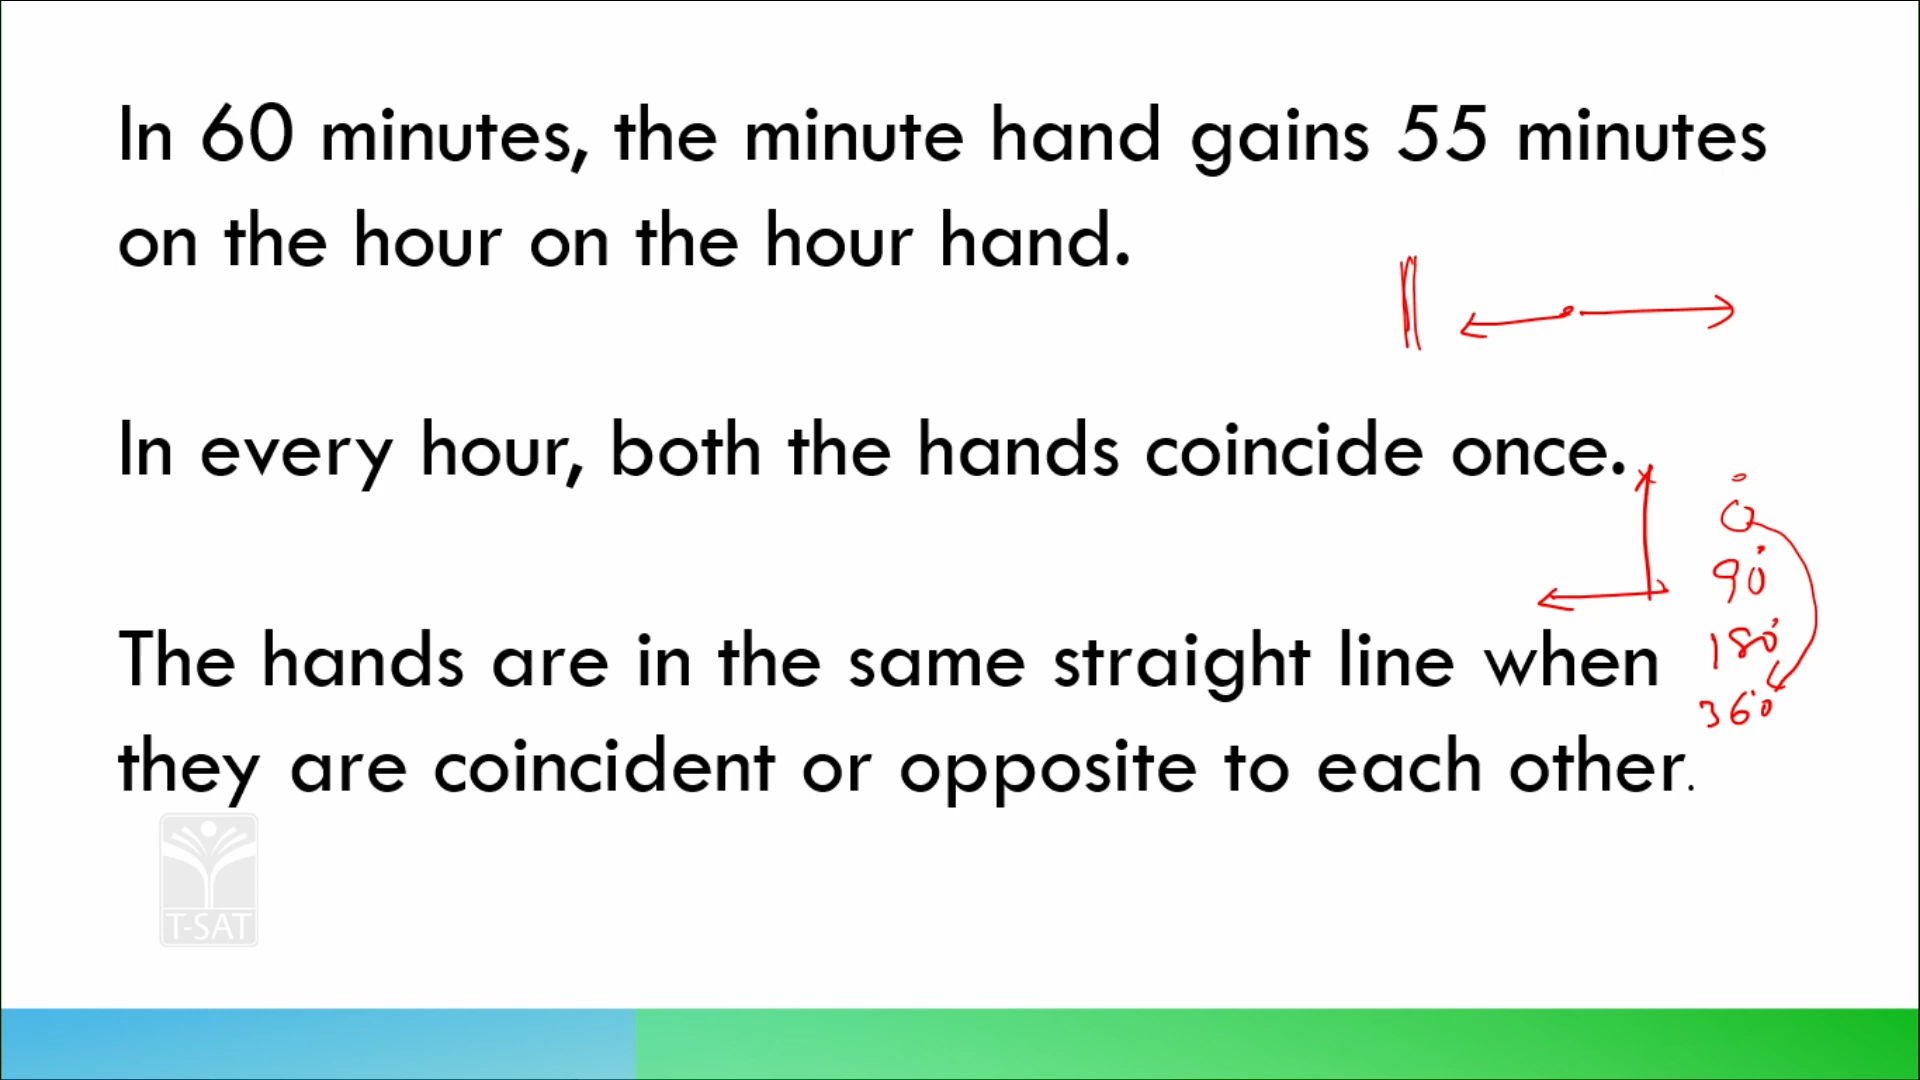 In 60 minutes, the minute hand gains 55 minutes
on the hour on the hour hand.
In every hour, both the hands coincide once.
0°
90°
180°
360°
The hands are in the same straight line when
they are coincident or opposite to each other.
T-SAT